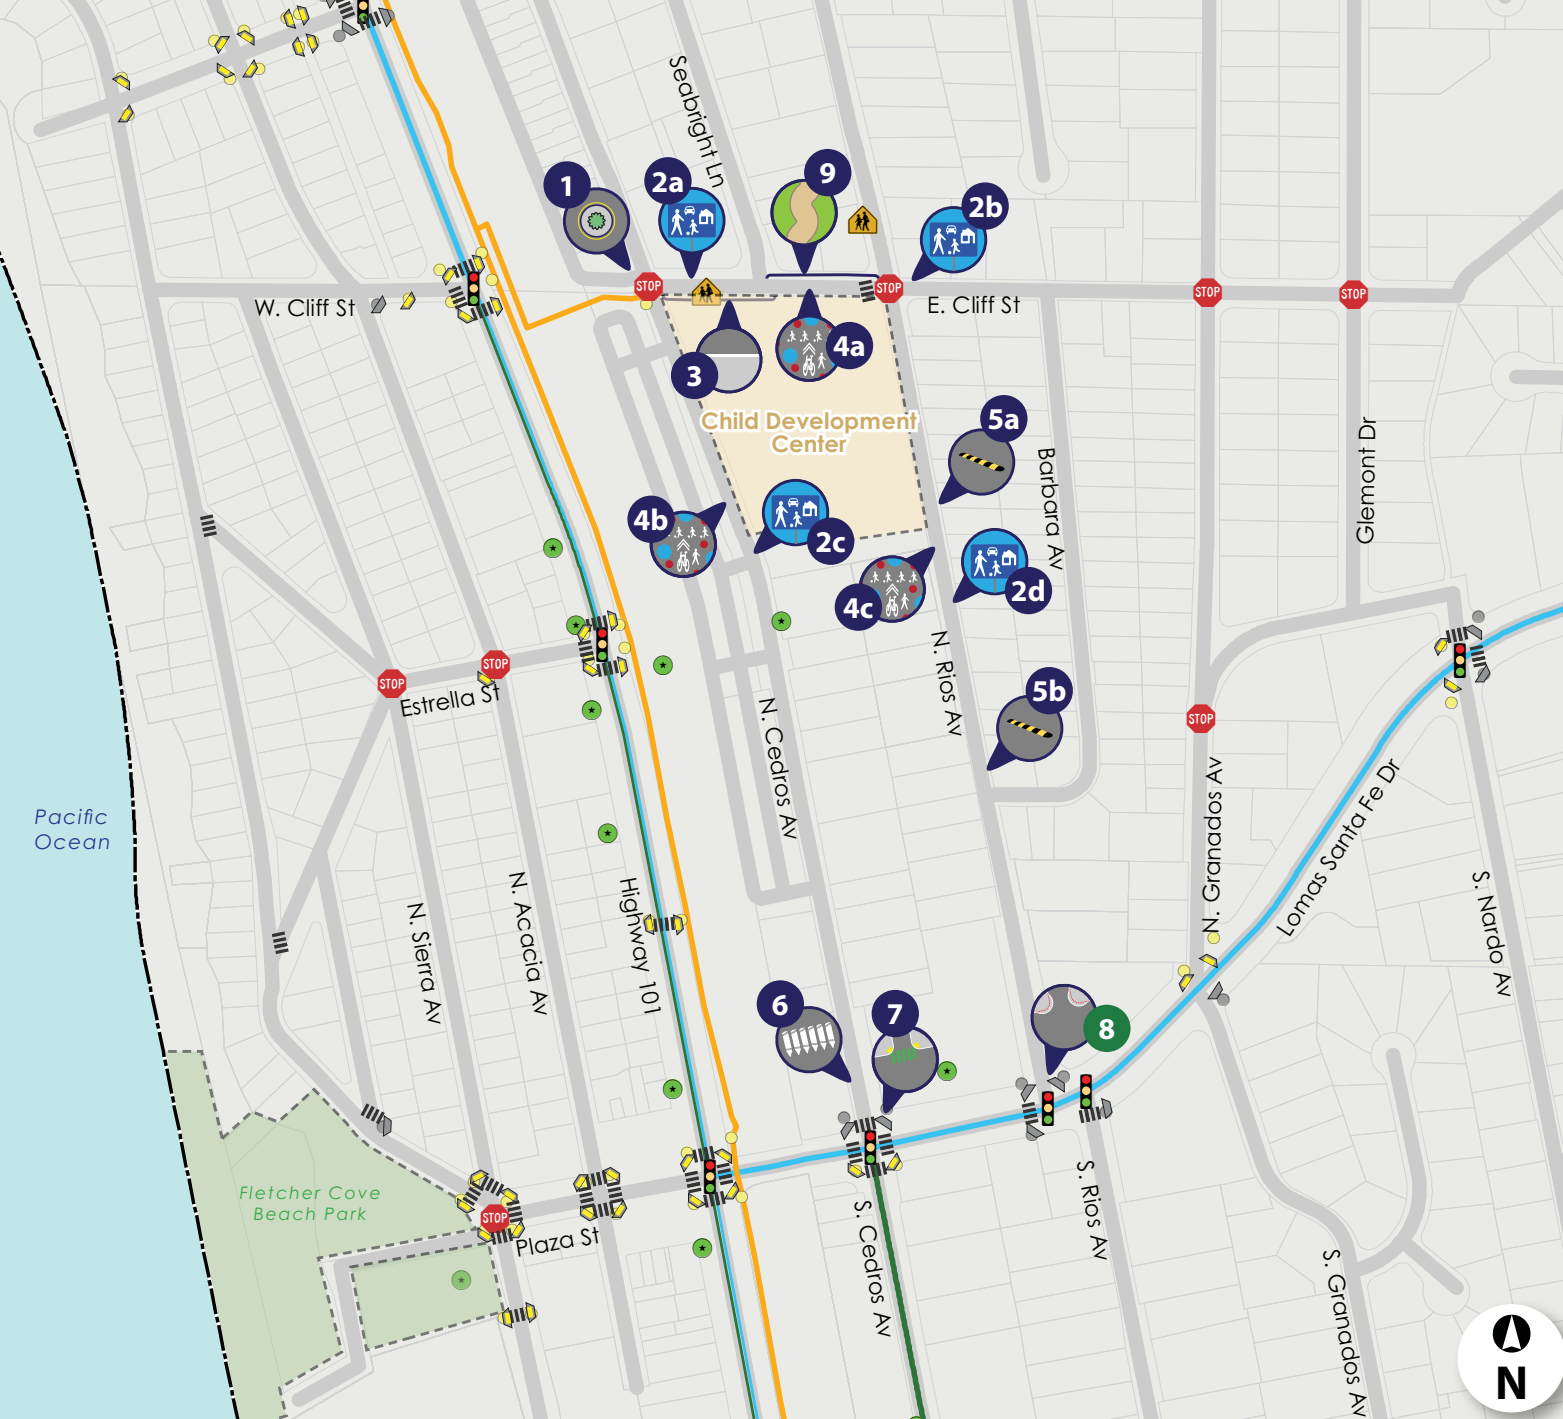 Seabright Ln
1
2a
9
2b
STOP
STOP
STOP
STOP
W. Cliff St
E. Cliff St
3
4a
Child Development
Center
5a
Barbara Av
Glemont Dr
4b
2c
4c
2d
N. Rios Av
STOP
STOP
Estrella St
5b
STOP
N. Cedros Av
Pacific
Ocean
N. Sierra Av
N. Acacia Av
Highway 101
N. Granados Av
Lomas Santa Fe Dr
S. Nardo Av
6
7
8
Fletcher Cove
Beach Park
STOP
Plaza St
S. Cedros Av
S. Rios Av
S. Granados Av
N